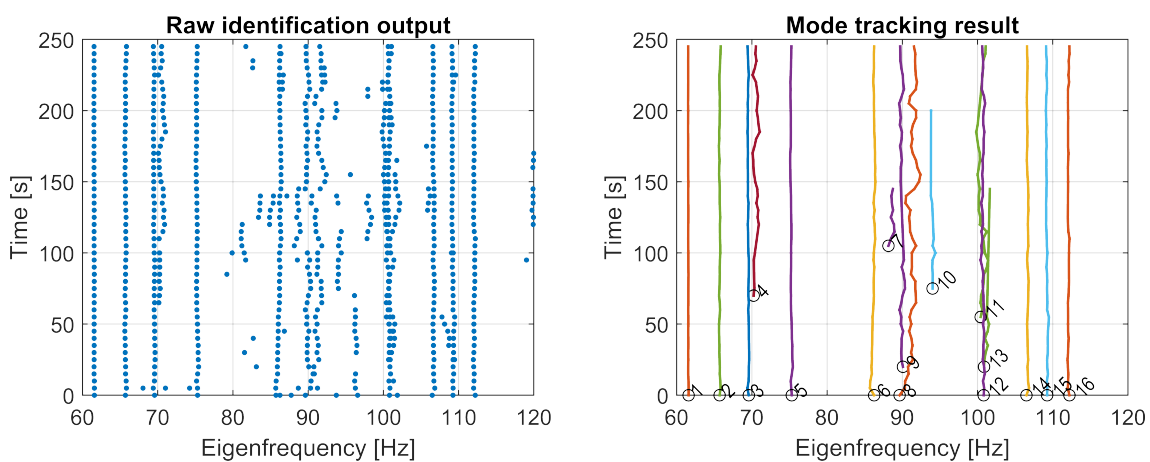 Raw identification output
250
200
150
100
50
0
Time [s]
60 70 80 90 100 110 120
Eigenfrequency [Hz]
Mode tracking result
250
200
150
100
50
0
Time [s]
7
10
4
11
9
13
1 2 3 5 6 8 12 14 15 16
60 70 80 90 100 110 120
Eigenfrequency [Hz]